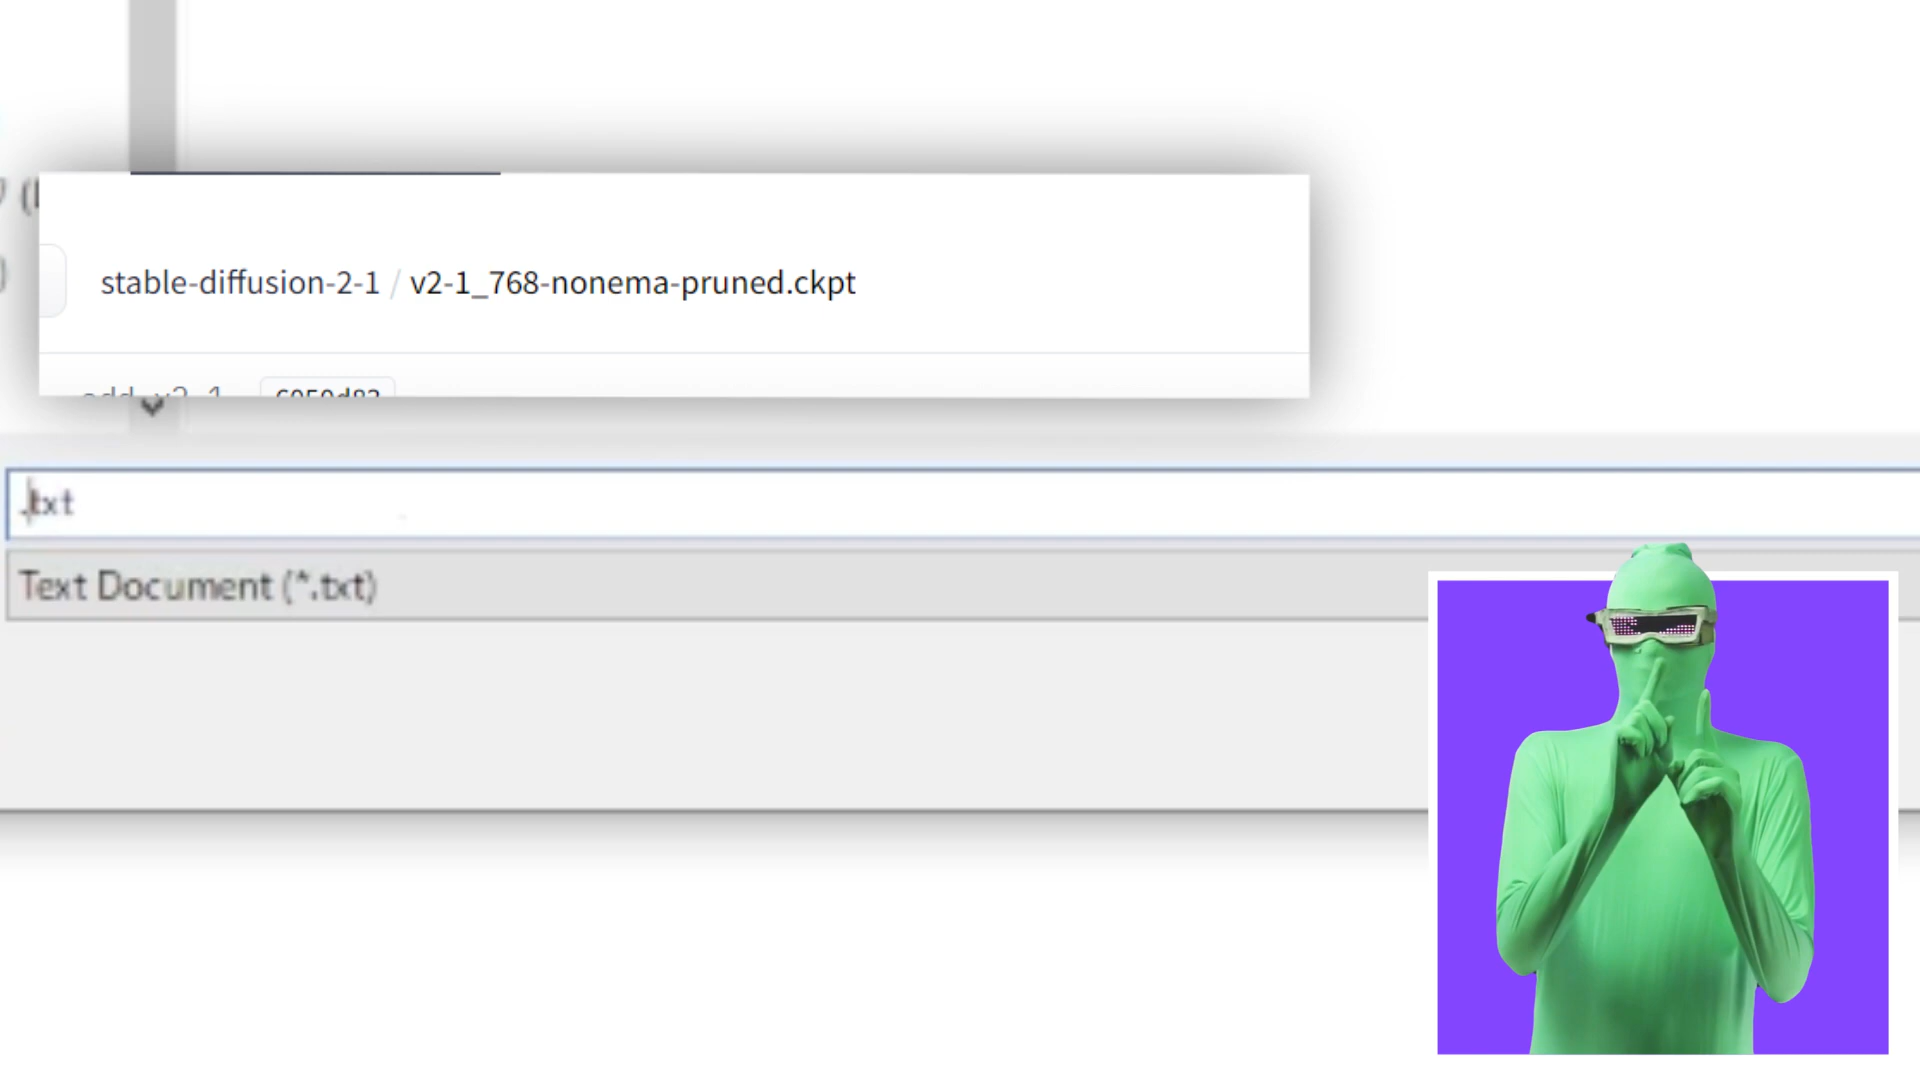 stable-diffusion-2-1 / v2-1_768-nonema-pruned.ckpt
.txt
Text Document (*.txt)